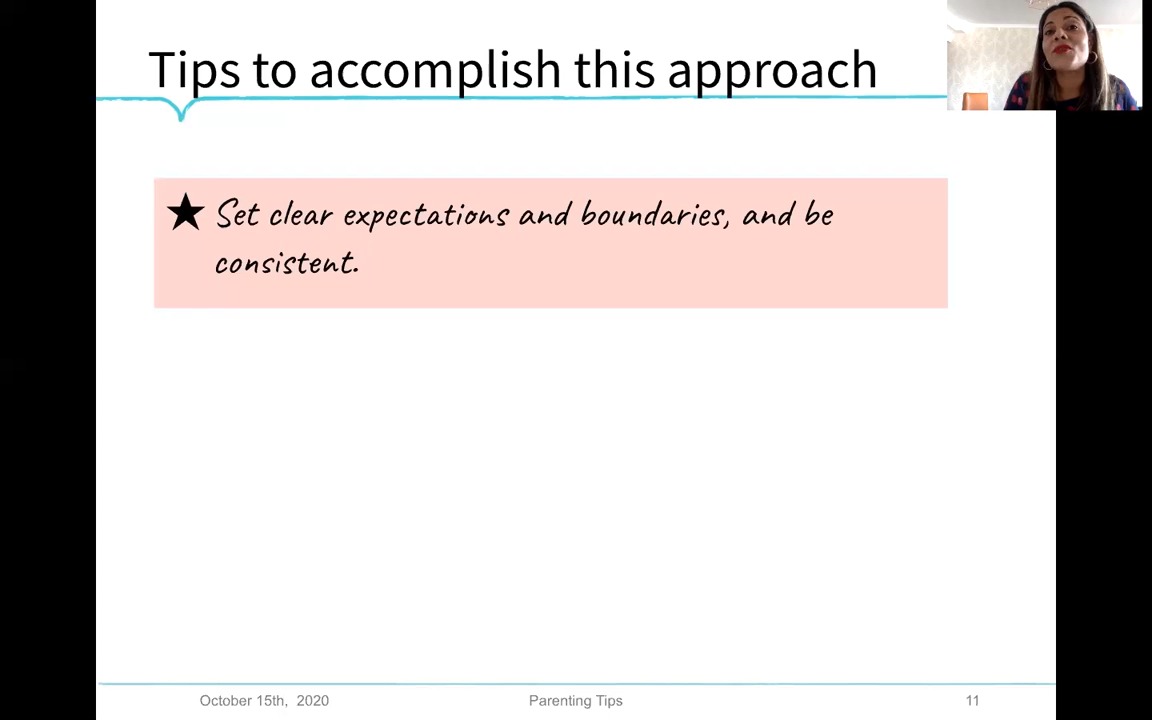 Tips to accomplish this approach
★ Set clear expectations and boundaries, and be
consistent.
October 15th, 2020
Parenting Tips
11